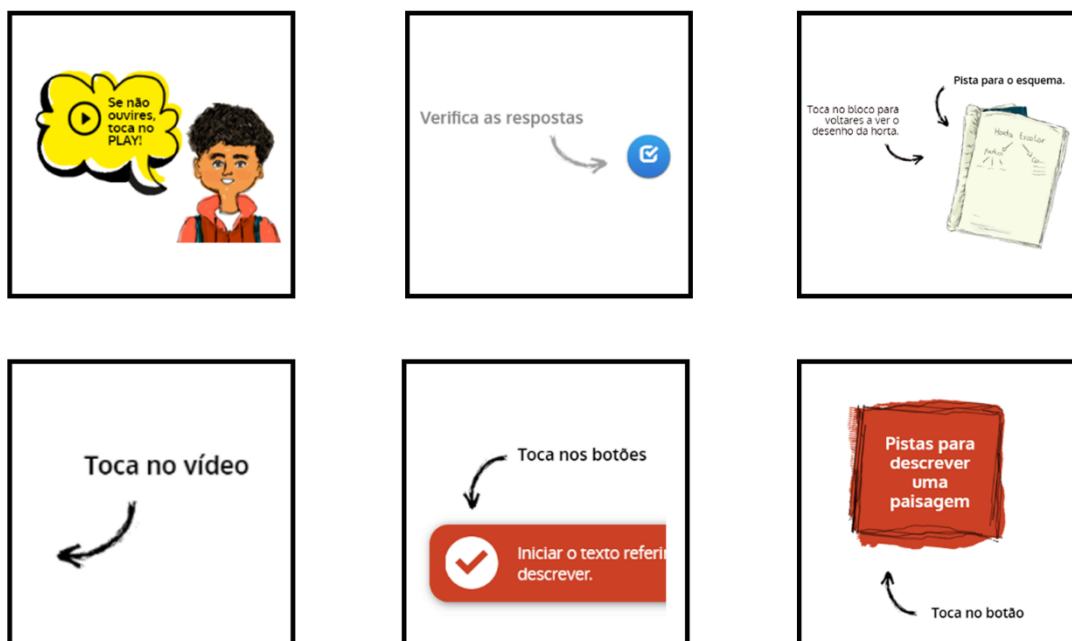 Se não
ouvires,
toca no
PLAY!
Verifica as respostas
Pista para o esquema.
Toca no bloco para
voltares a ver o
desenho da horta.
Horta Escolar
Toca no vídeo
Toca nos botões
Iniciar o texto
descrever.
Pistas para
descrever
uma
paisagem
Toca no botão